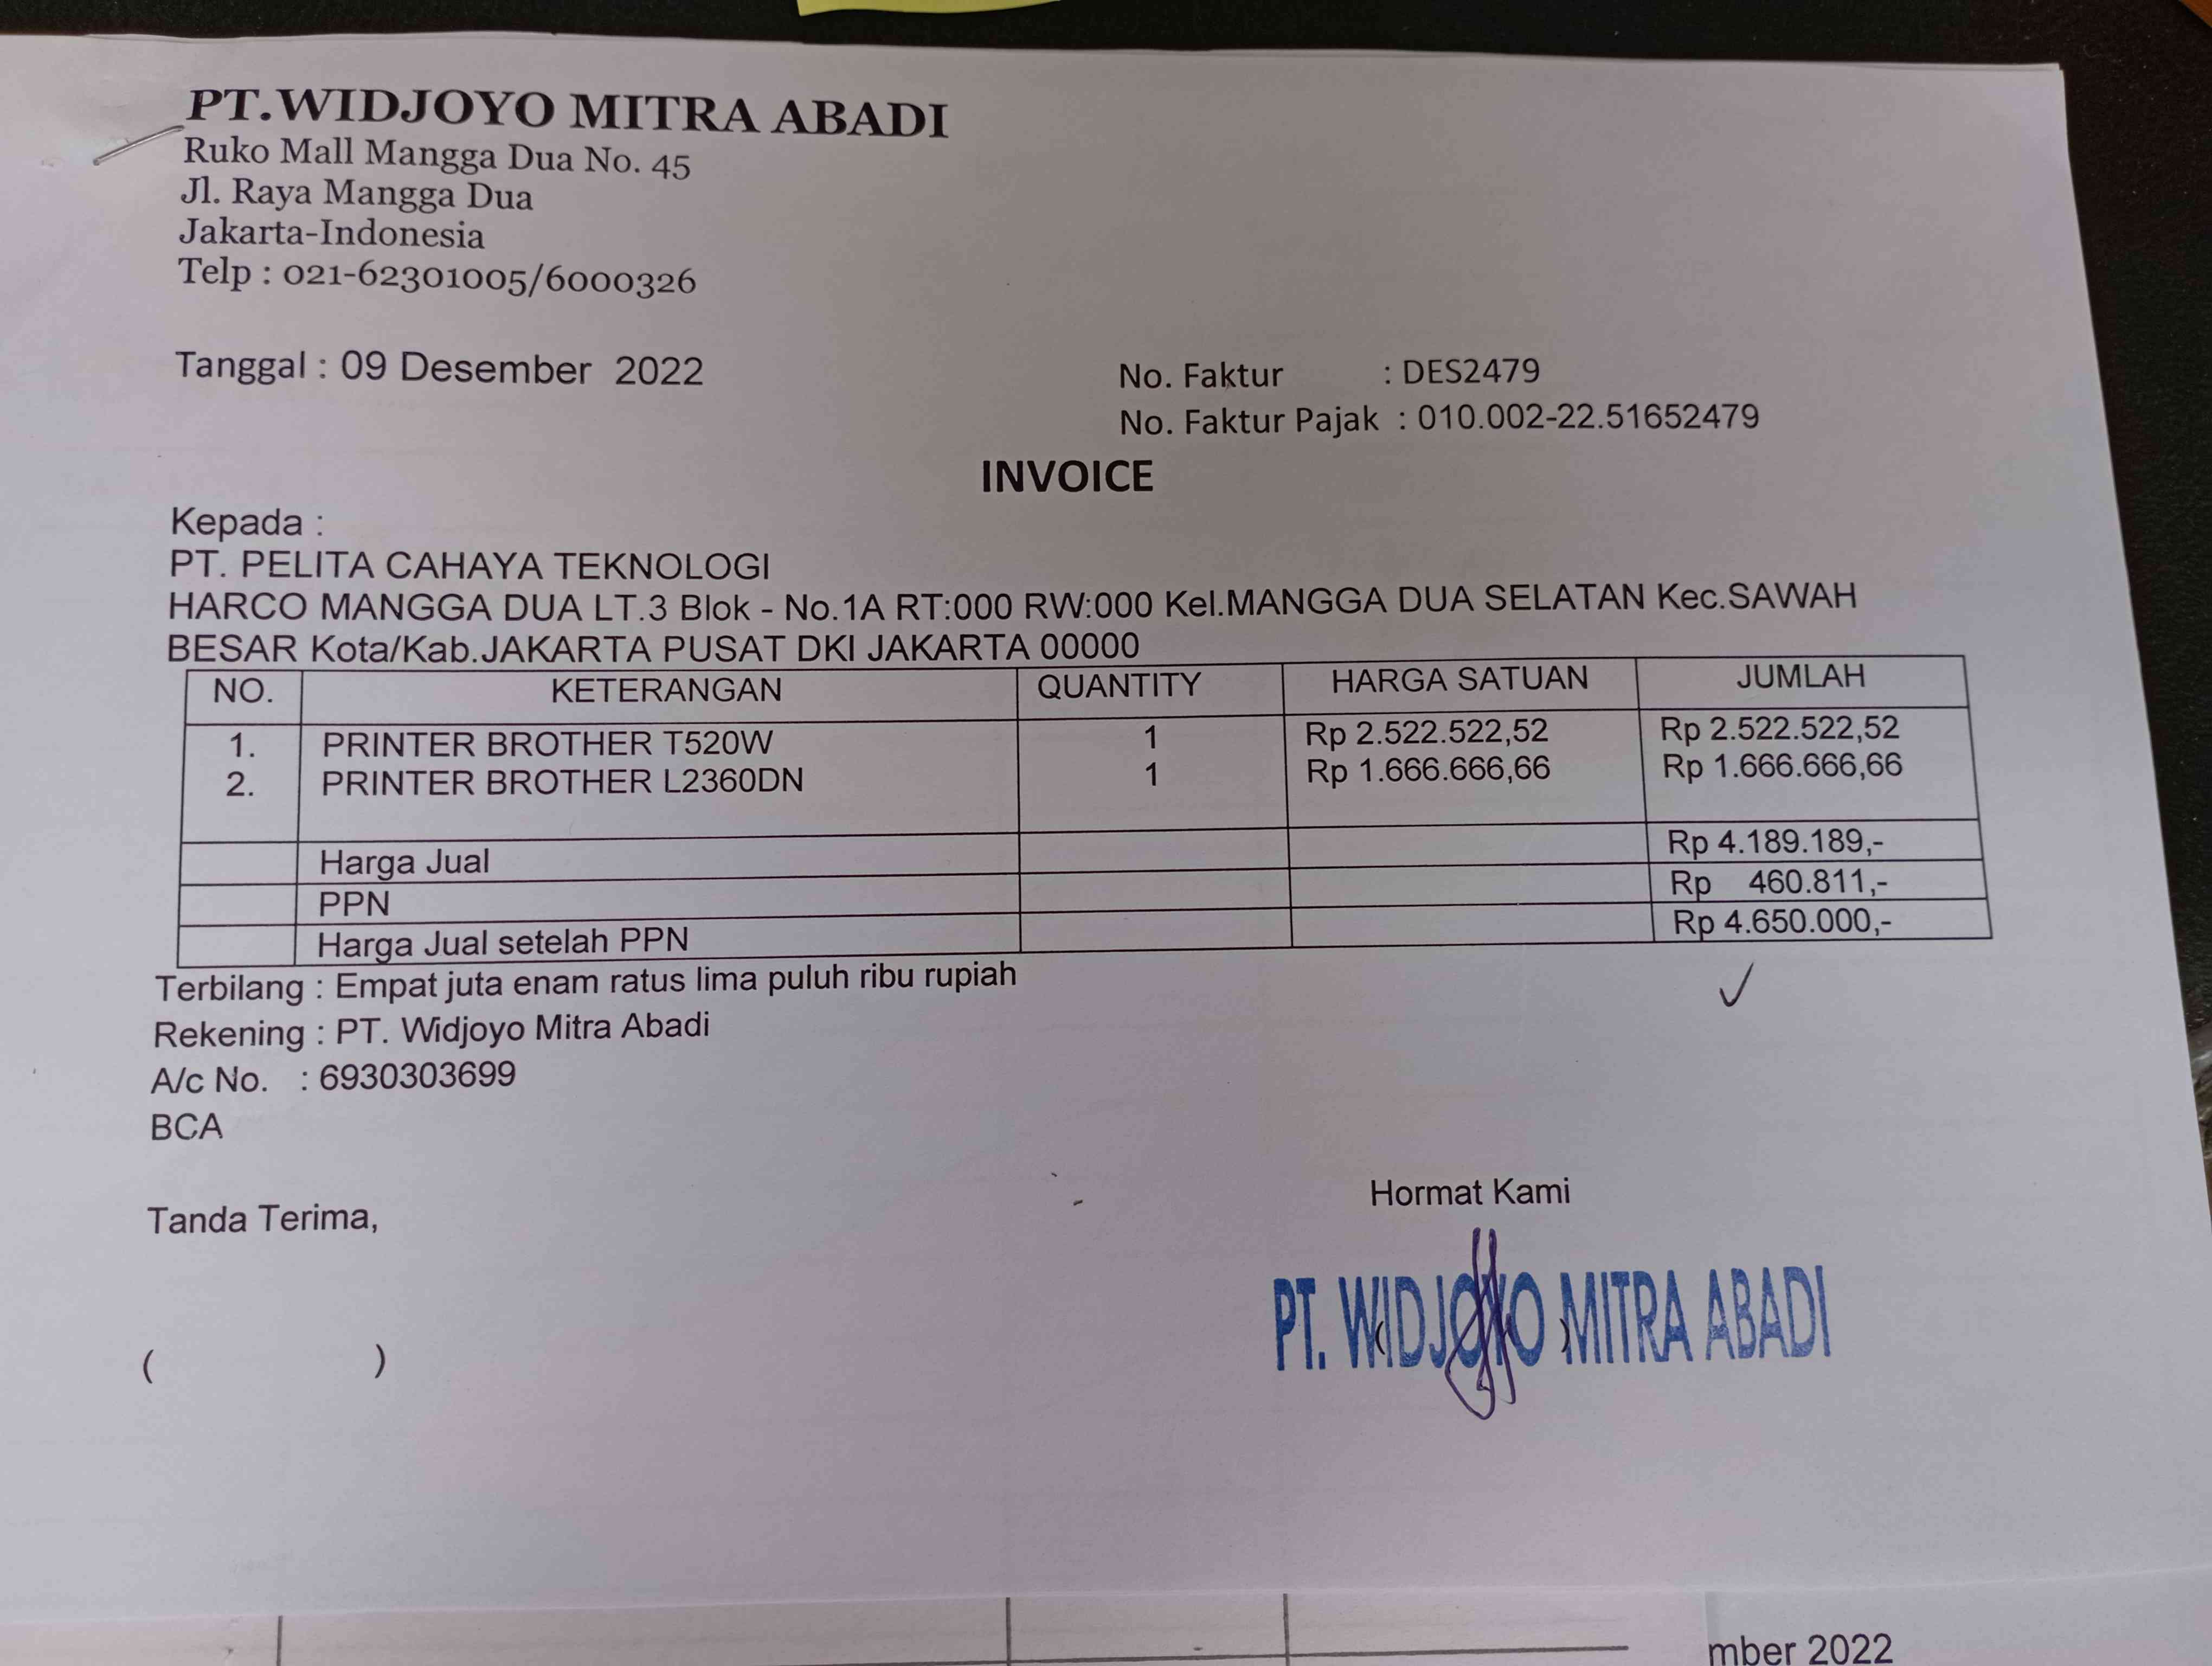 PT.WIDJOYO MITRA ABADI
Ruko Mall Mangga Dua No. 45
Jl. Raya Mangga Dua
Jakarta-Indonesia
Telp : 021-62301005/6000326
Tanggal : 09 Desember 2022
No. Faktur : DES2479
No. Faktur Pajak : 010.002-22.51652479
INVOICE
Kepada :
PT. PELITA CAHAYA TEKNOLOGI
HARCO MANGGA DUA LT.3 Blok - No.1A RT:000 RW:000 Kel.MANGGA DUA SELATAN Kec.SAWAH
BESAR Kota/Kab.JAKARTA PUSAT DKI JAKARTA 00000
NO. KETERANGAN QUANTITY HARGA SATUAN JUMLAH
1. PRINTER BROTHER T520W 1 Rp 2.522.522,52 Rp 2.522.522,52
2. PRINTER BROTHER L2360DN 1 Rp 1.666.666,66 Rp 1.666.666,66
Harga Jual Rp 4.189.189,-
PPN Rp 460.811,-
Harga Jual setelah PPN Rp 4.650.000,-
Terbilang : Empat juta enam ratus lima puluh ribu rupiah
Rekening : PT. Widjoyo Mitra Abadi
A/c No. : 6930303699
BCA
Tanda Terima,
Hormat Kami
PT. WIDJOYO MITRA ABADI
( )
( )
mber 2022